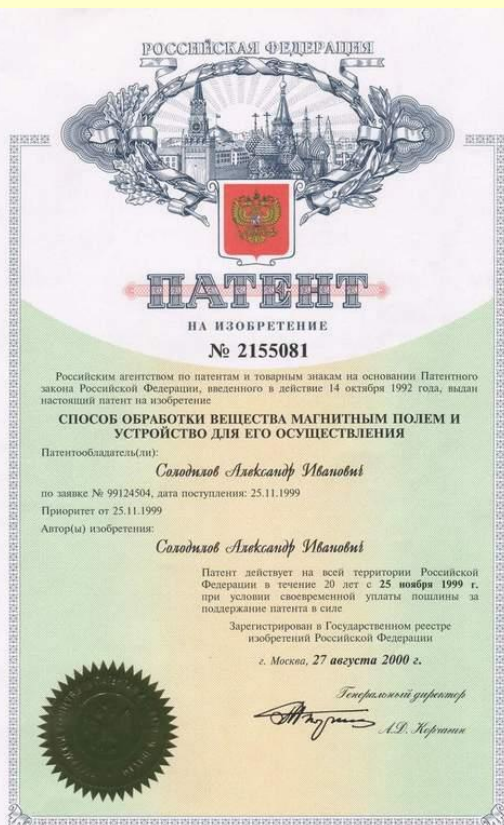 РОССИЙСКАЯ ФЕДЕРАЦИЯ
ПАТЕНТ
НА ИЗОБРЕТЕНИЕ
№ 2155081
Российским агентством по патентам и товарным знакам на основании Патентного
закона Российской Федерации, введенного в действие 14 октября 1992 года, выдан
настоящий патент на изобретение
СПОСОБ ОБРАБОТКИ ВЕЩЕСТВА МАГНИТНЫМ ПОЛЕМ И
УСТРОЙСТВО ДЛЯ ЕГО ОСУЩЕСТВЛЕНИЯ
Патентообладатель(ли):
Солодилов Александр Иванович
по заявке № 99124504, дата поступления: 25.11.1999
Приоритет от 25.11.1999
Автор(ы) изобретения:
Солодилов Александр Иванович
Патент действует на всей территории Российской
Федерации в течение 20 лет с 25 ноября 1999 г.
при условии своевременной уплаты пошлины за
поддержание патента в силе
Зарегистрирован в Государственном реестре
изобретений Российской Федерации
г. Москва, 27 августа 2000 г.
Генеральный директор
А.Д. Корчагин